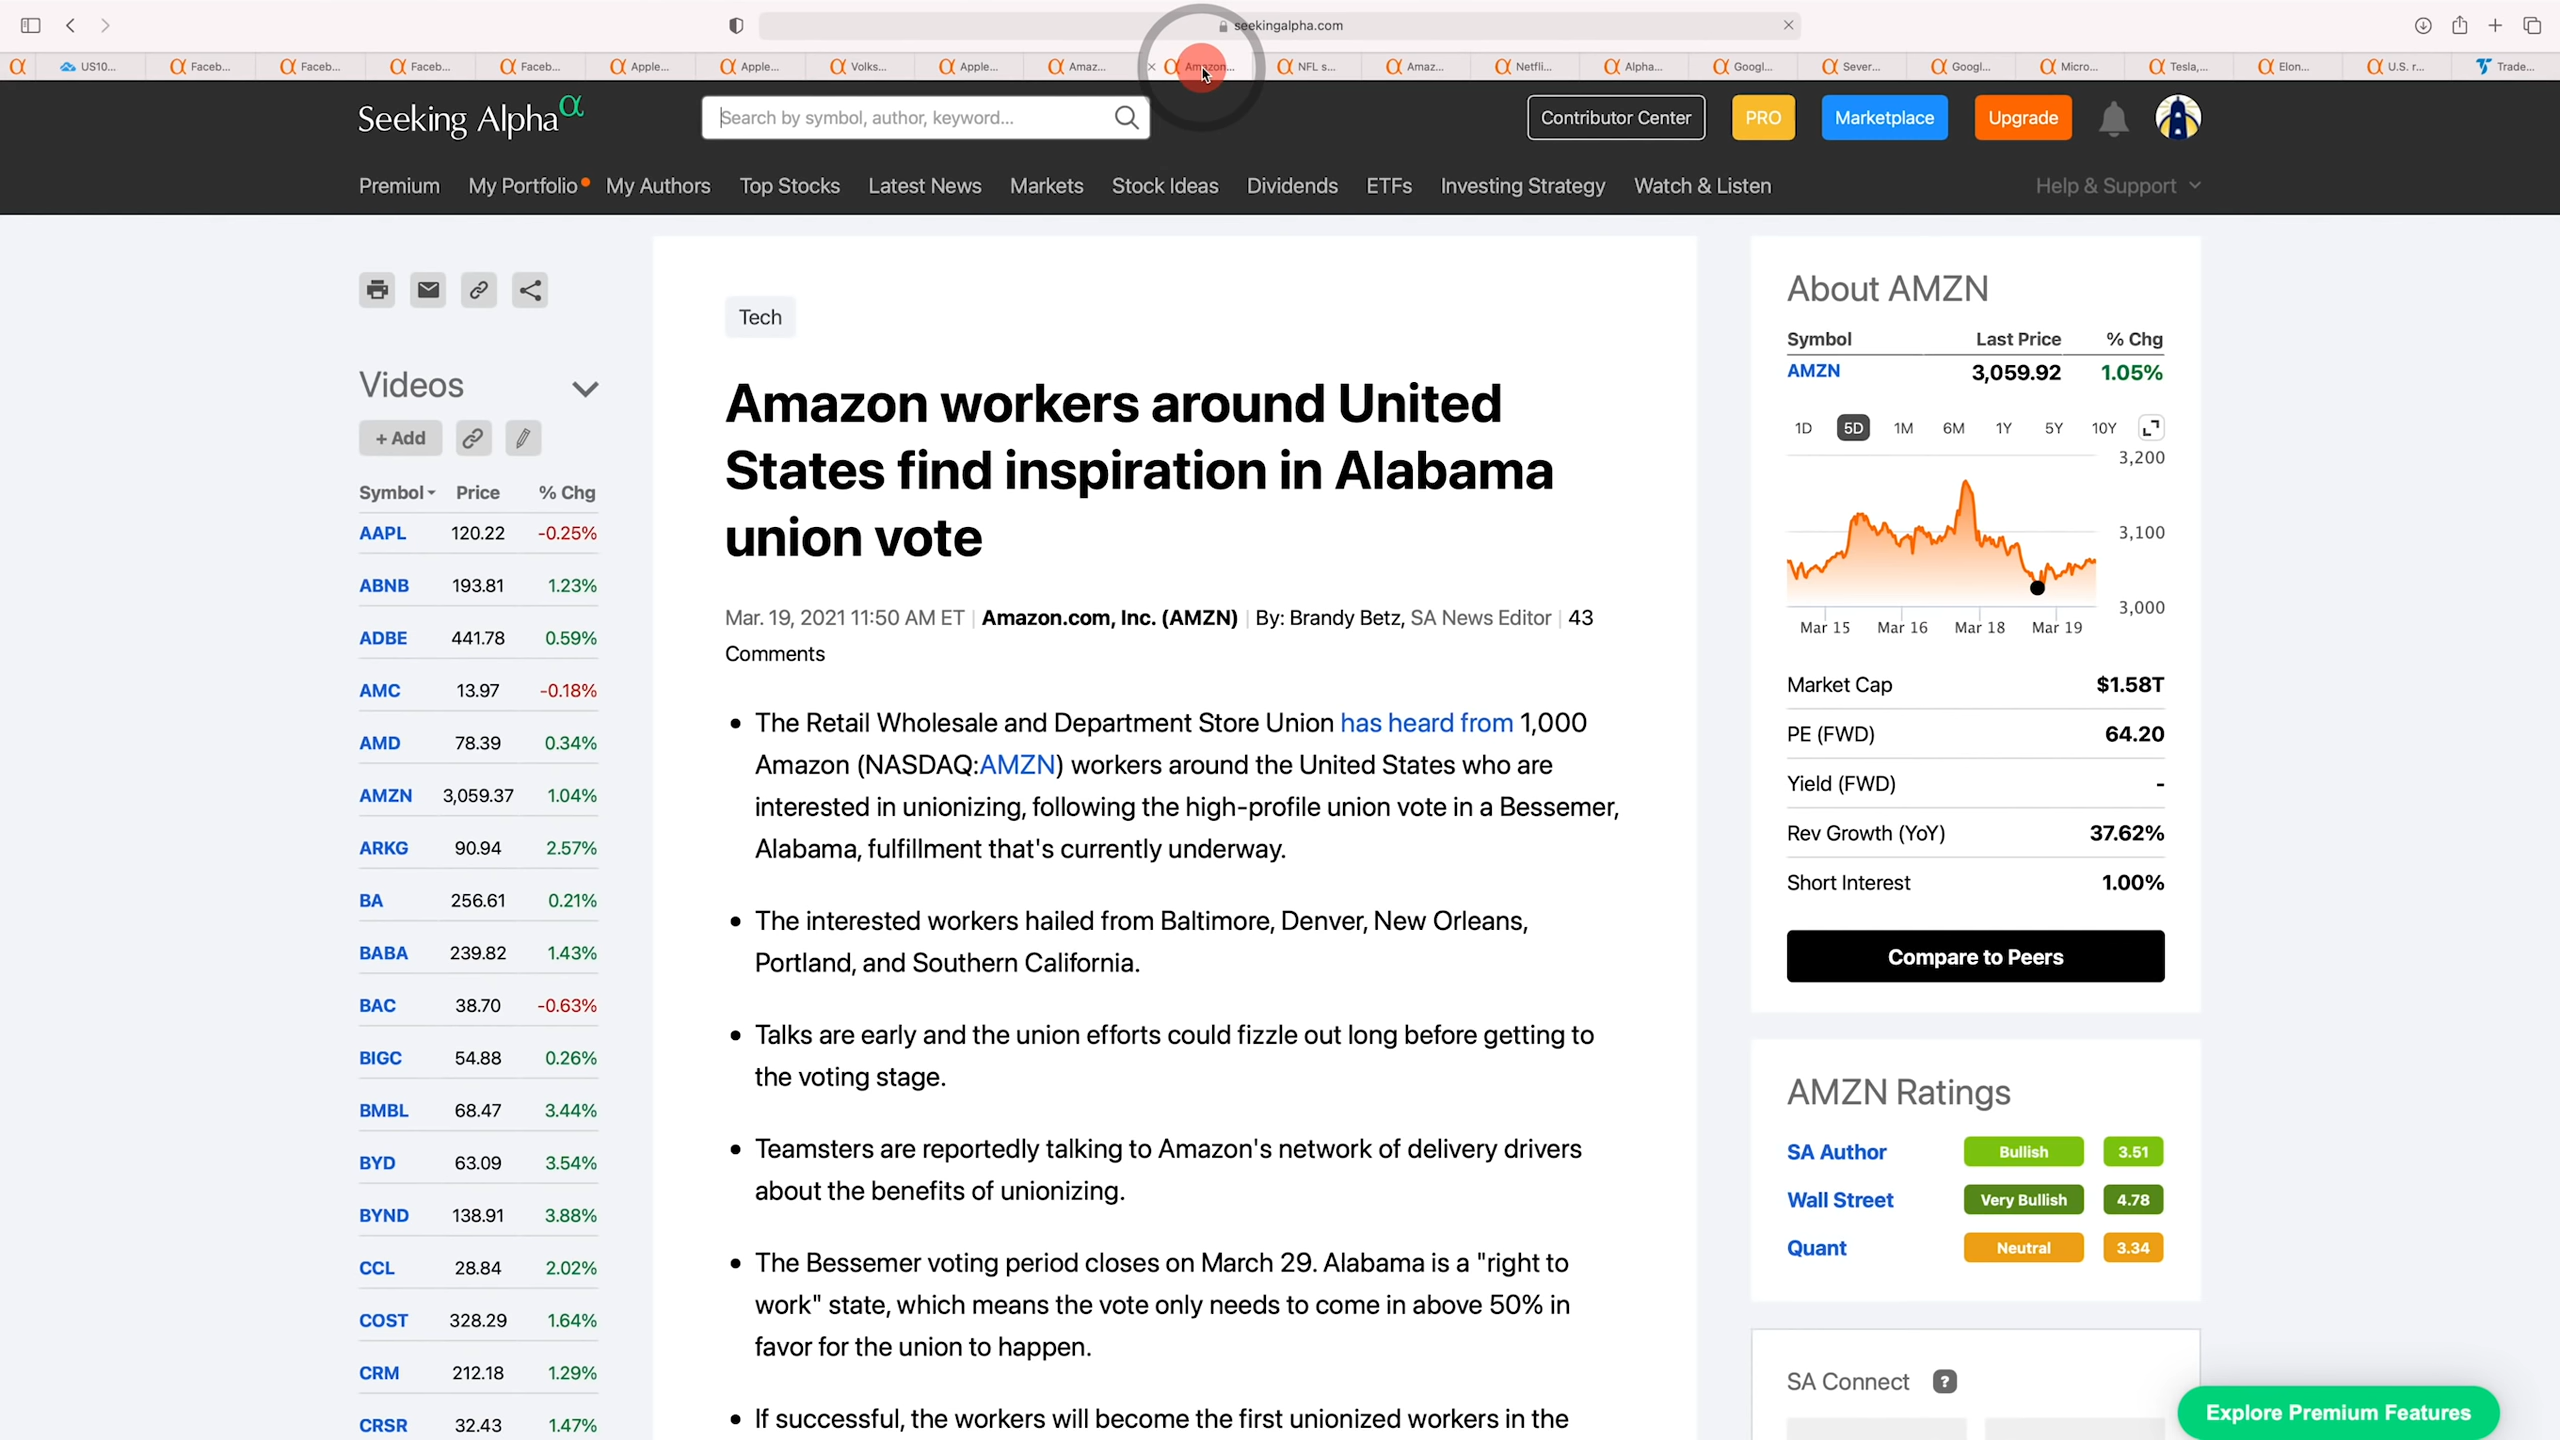 seekingalpha.com
US10...
Faceb...
Faceb...
Faceb...
Faceb...
Apple...
Apple...
Volks...
Apple...
Amaz...
Amazon...
NFL s...
Amaz...
Netfli...
Alpha...
Googl...
Sever...
Googl...
Micro...
Tesla,...
Elon...
U.S. r...
Trade...
Seeking Alpha α
Search by symbol, author, keyword...
Contributor Center
PRO
Marketplace
Upgrade
Premium
My Portfolio
My Authors
Top Stocks
Latest News
Markets
Stock Ideas
Dividends
ETFs
Investing Strategy
Watch & Listen
Help & Support
Videos
+ Add
Symbol Price % Chg
AAPL 120.22 -0.25%
ABNB 193.81 1.23%
ADBE 441.78 0.59%
AMC 13.97 -0.18%
AMD 78.39 0.34%
AMZN 3,059.37 1.04%
ARKG 90.94 2.57%
BA 256.61 0.21%
BABA 239.82 1.43%
BAC 38.70 -0.63%
BIGC 54.88 0.26%
BMBL 68.47 3.44%
BYD 63.09 3.54%
BYND 138.91 3.88%
CCL 28.84 2.02%
COST 328.29 1.64%
CRM 212.18 1.29%
CRSR 32.43 1.47%
Tech
Amazon workers around United
States find inspiration in Alabama
union vote
Mar. 19, 2021 11:50 AM ET | Amazon.com, Inc. (AMZN) | By: Brandy Betz, SA News Editor | 43
Comments
• The Retail Wholesale and Department Store Union has heard from 1,000
Amazon (NASDAQ:AMZN) workers around the United States who are
interested in unionizing, following the high-profile union vote in a Bessemer,
Alabama, fulfillment that's currently underway.
• The interested workers hailed from Baltimore, Denver, New Orleans,
Portland, and Southern California.
• Talks are early and the union efforts could fizzle out long before getting to
the voting stage.
• Teamsters are reportedly talking to Amazon's network of delivery drivers
about the benefits of unionizing.
• The Bessemer voting period closes on March 29. Alabama is a "right to
work" state, which means the vote only needs to come in above 50% in
favor for the union to happen.
• If successful, the workers will become the first unionized workers in the
About AMZN
Symbol Last Price % Chg
AMZN 3,059.92 1.05%
1D 5D 1M 6M 1Y 5Y 10Y
3,200
3,100
3,000
Mar 15 Mar 16 Mar 18 Mar 19
Market Cap $1.58T
PE (FWD) 64.20
Yield (FWD) -
Rev Growth (YoY) 37.62%
Short Interest 1.00%
Compare to Peers
AMZN Ratings
SA Author Bullish 3.51
Wall Street Very Bullish 4.78
Quant Neutral 3.34
SA Connect ?
Explore Premium Features